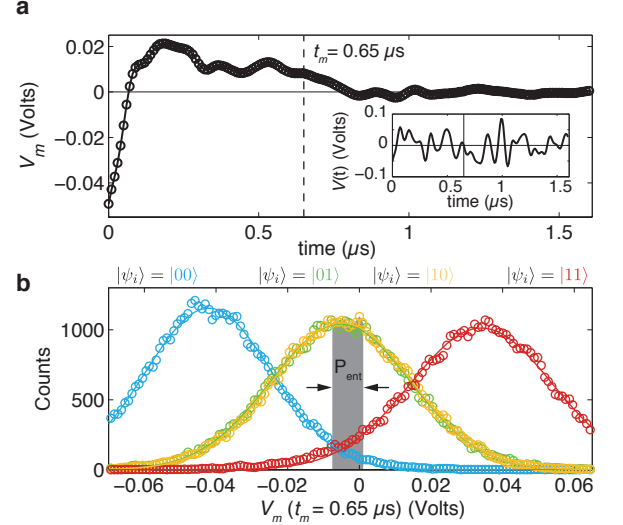 a
0.02
0
−0.02
−0.04
V_m (Volts)
t_m = 0.65 µs
0.1
0
−0.1
V(t) (Volts)
0 0.5 1 1.5
time (µs)
0 0.5 1 1.5
time (µs)
b
|ψ_i⟩ = |00⟩ |ψ_i⟩ = |01⟩ |ψ_i⟩ = |10⟩ |ψ_i⟩ = |11⟩
1000
500
0
Counts
P_ent
−0.06 −0.04 −0.02 0 0.02 0.04 0.06
V_m ( t_m = 0.65 µs) (Volts)